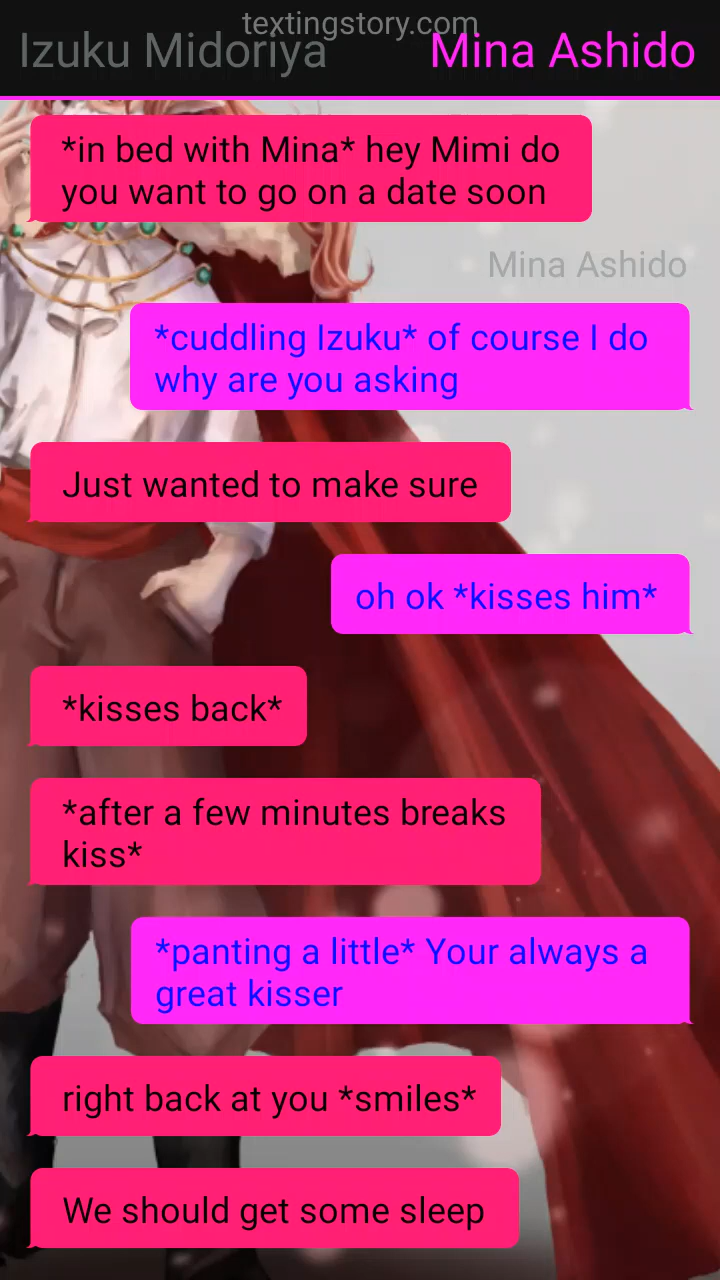 textingstory.com
Izuku Midoriya
Mina Ashido
*in bed with Mina* hey Mimi do
you want to go on a date soon
Mina Ashido
*cuddling Izuku* of course I do
why are you asking
Just wanted to make sure
oh ok *kisses him*
*kisses back*
*after a few minutes breaks
kiss*
*panting a little* Your always a
great kisser
right back at you *smiles*
We should get some sleep